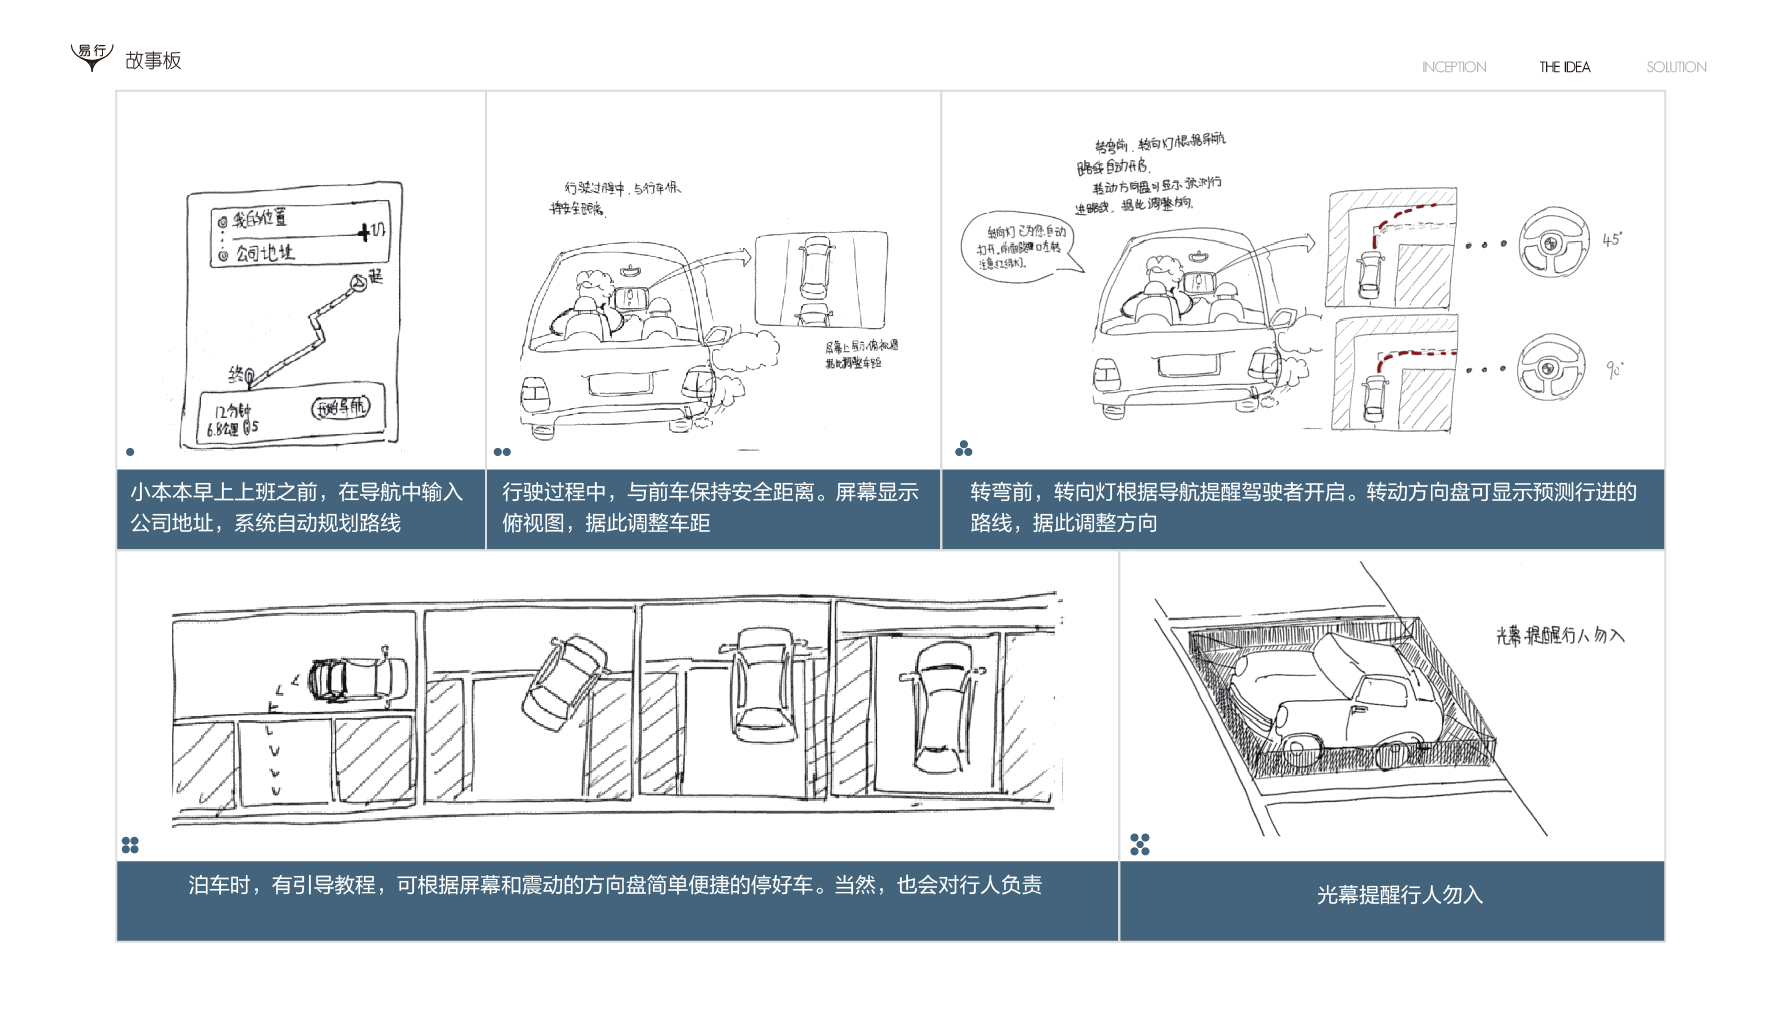 易行
故事板
INCEPTION
THE IDEA
SOLUTION
我的位置
公司地址
起
终
12分钟
6.8公里
5
开始导航
小本本早上上班之前，在导航中输入
公司地址，系统自动规划路线
行驶过程中，与行车保
持安全距离。
屏幕上显示俯视图
据此调整车距
行驶过程中，与前车保持安全距离。屏幕显示
俯视图，据此调整车距
转弯前，转向灯根据导航
路线自动开启.
转动方向盘可显示预测行
进路线，据此调整方向.
转向灯已为您自动
打开，前面路口左转
注意红绿灯。
45°
90°
转弯前，转向灯根据导航提醒驾驶者开启。转动方向盘可显示预测行进的
路线，据此调整方向
泊车时，有引导教程，可根据屏幕和震动的方向盘简单便捷的停好车。当然，也会对行人负责
光幕提醒行人勿入
光幕提醒行人勿入